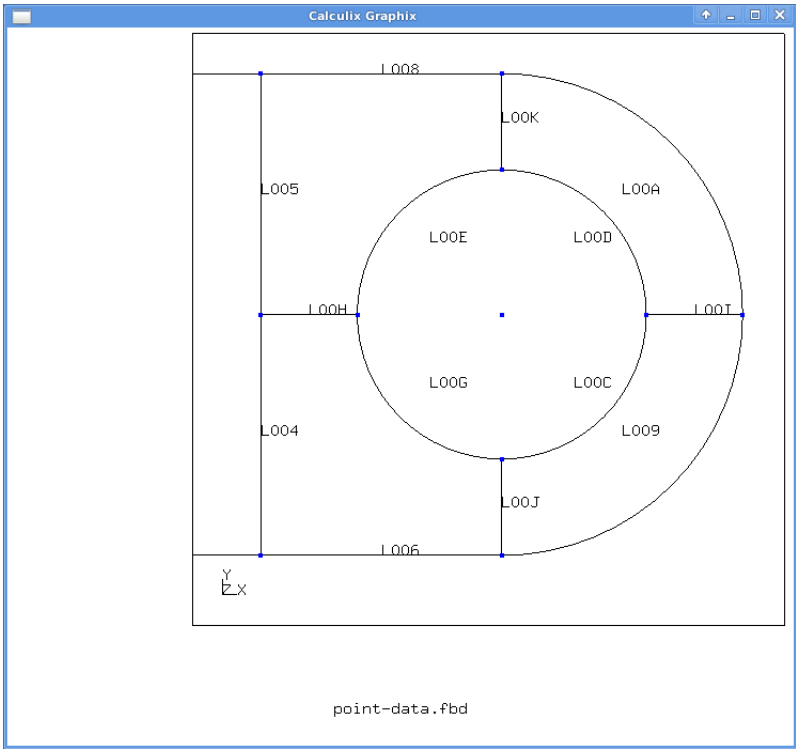 Calculix Graphix
L008
L00K
L005
L00A
L00E
L00D
L00H
L00I
L00G
L00C
L004
L009
L00J
L006
Y
Z X
point-data.fbd